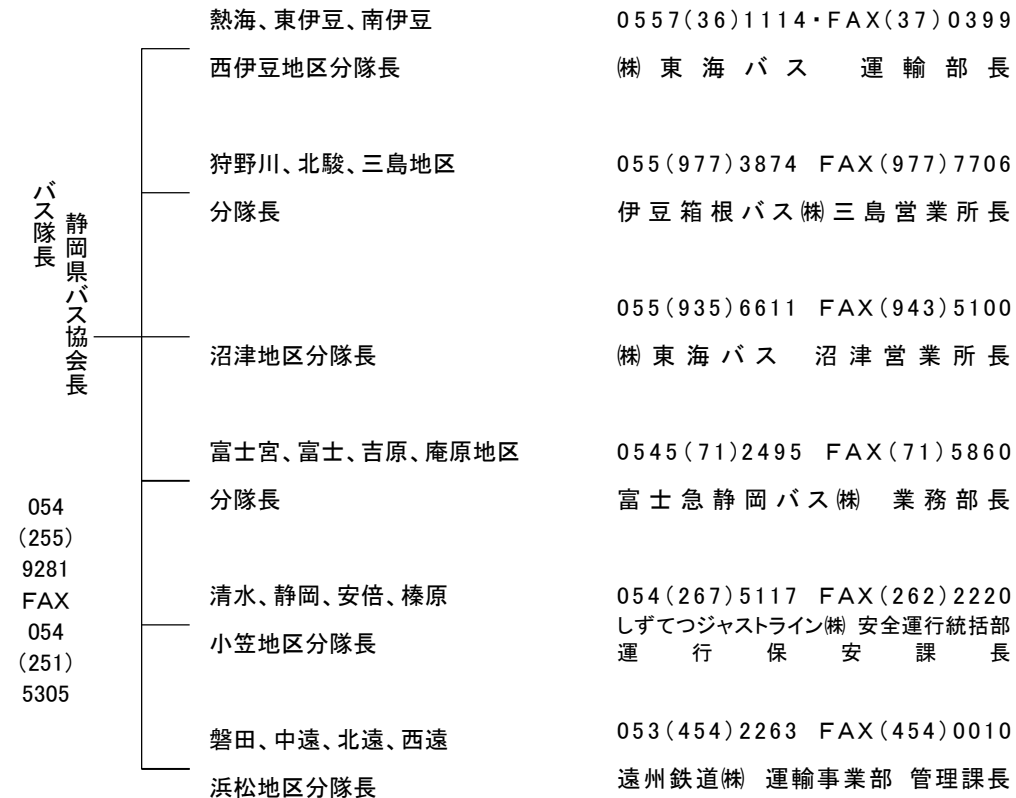 バス隊長
静岡県バス協会長
054
(255)
9281
FAX
054
(251)
5305
熱海、東伊豆、南伊豆
西伊豆地区分隊長
0557(36)1114・FAX(37)0399
㈱東海バス 運輸部長
狩野川、北駿、三島地区
分隊長
055(977)3874 FAX(977)7706
伊豆箱根バス㈱三島営業所長
沼津地区分隊長
055(935)6611 FAX(943)5100
㈱東海バス 沼津営業所長
富士宮、富士、吉原、庵原地区
分隊長
0545(71)2495 FAX(71)5860
富士急静岡バス㈱ 業務部長
清水、静岡、安倍、榛原
小笠地区分隊長
054(267)5117 FAX(262)2220
しずてつジャストライン㈱ 安全運行統括部
運行保安課長
磐田、中遠、北遠、西遠
浜松地区分隊長
053(454)2263 FAX(454)0010
遠州鉄道㈱ 運輸事業部 管理課長